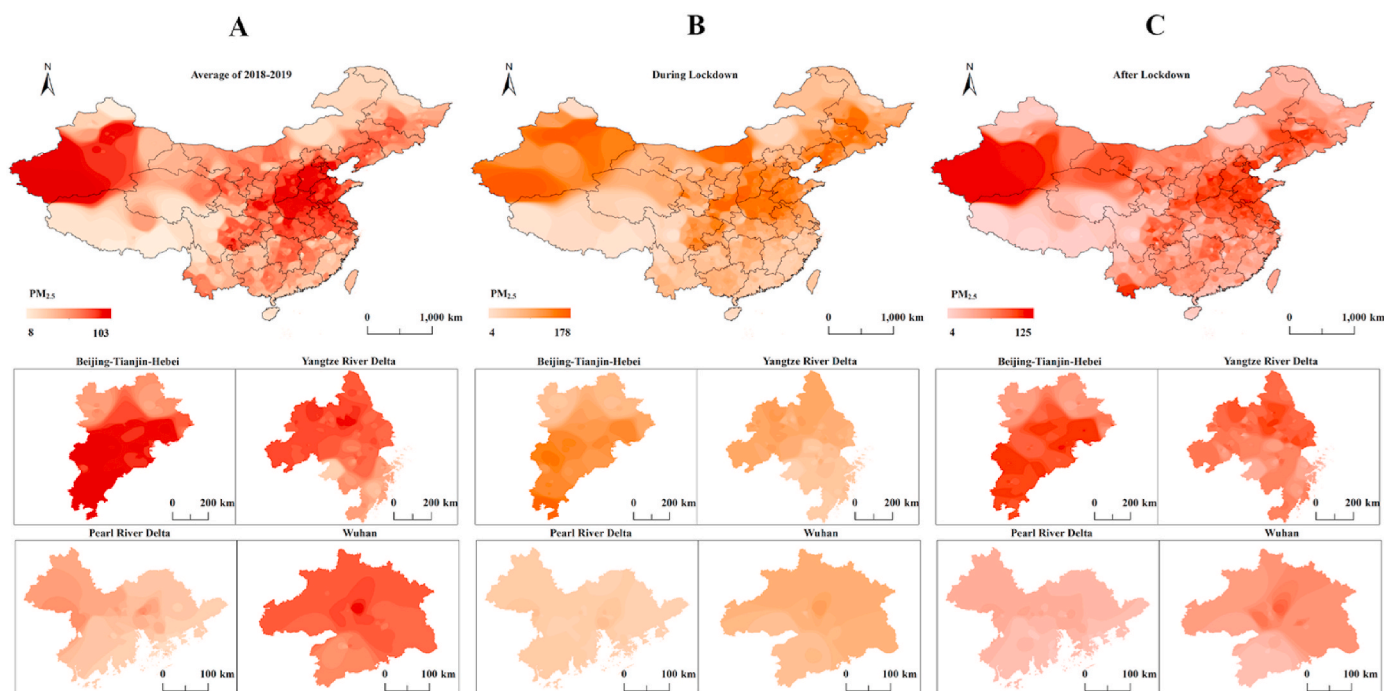 A
B
C
N
Average of 2018-2019
N
During Lockdown
N
After Lockdown
PM2.5
8 103
0 1,000 km
PM2.5
4 178
0 1,000 km
PM2.5
4 125
0 1,000 km
Beijing-Tianjin-Hebei
Yangtze River Delta
Beijing-Tianjin-Hebei
Yangtze River Delta
Beijing-Tianjin-Hebei
Yangtze River Delta
0 200 km
0 200 km
0 200 km
0 200 km
0 200 km
0 200 km
Pearl River Delta
Wuhan
Pearl River Delta
Wuhan
Pearl River Delta
Wuhan
0 100 km
0 100 km
0 100 km
0 100 km
0 100 km
0 100 km